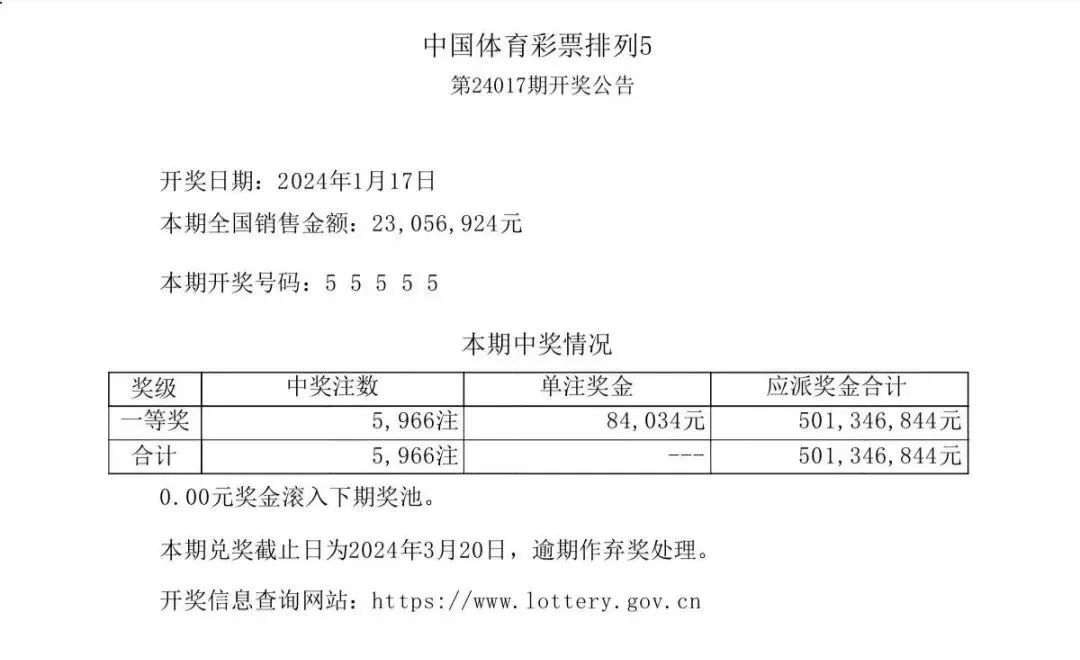 中国体育彩票排列5
第24017期开奖公告
开奖日期：2024年1月17日
本期全国销售金额：23,056,924元
本期开奖号码：5 5 5 5 5
本期中奖情况
奖级 中奖注数 单注奖金 应派奖金合计
一等奖 5,966注 84,034元 501,346,844元
合计 5,966注 --- 501,346,844元
0.00元奖金滚入下期奖池。
本期兑奖截止日为2024年3月20日，逾期作弃奖处理。
开奖信息查询网站：https://www.lottery.gov.cn